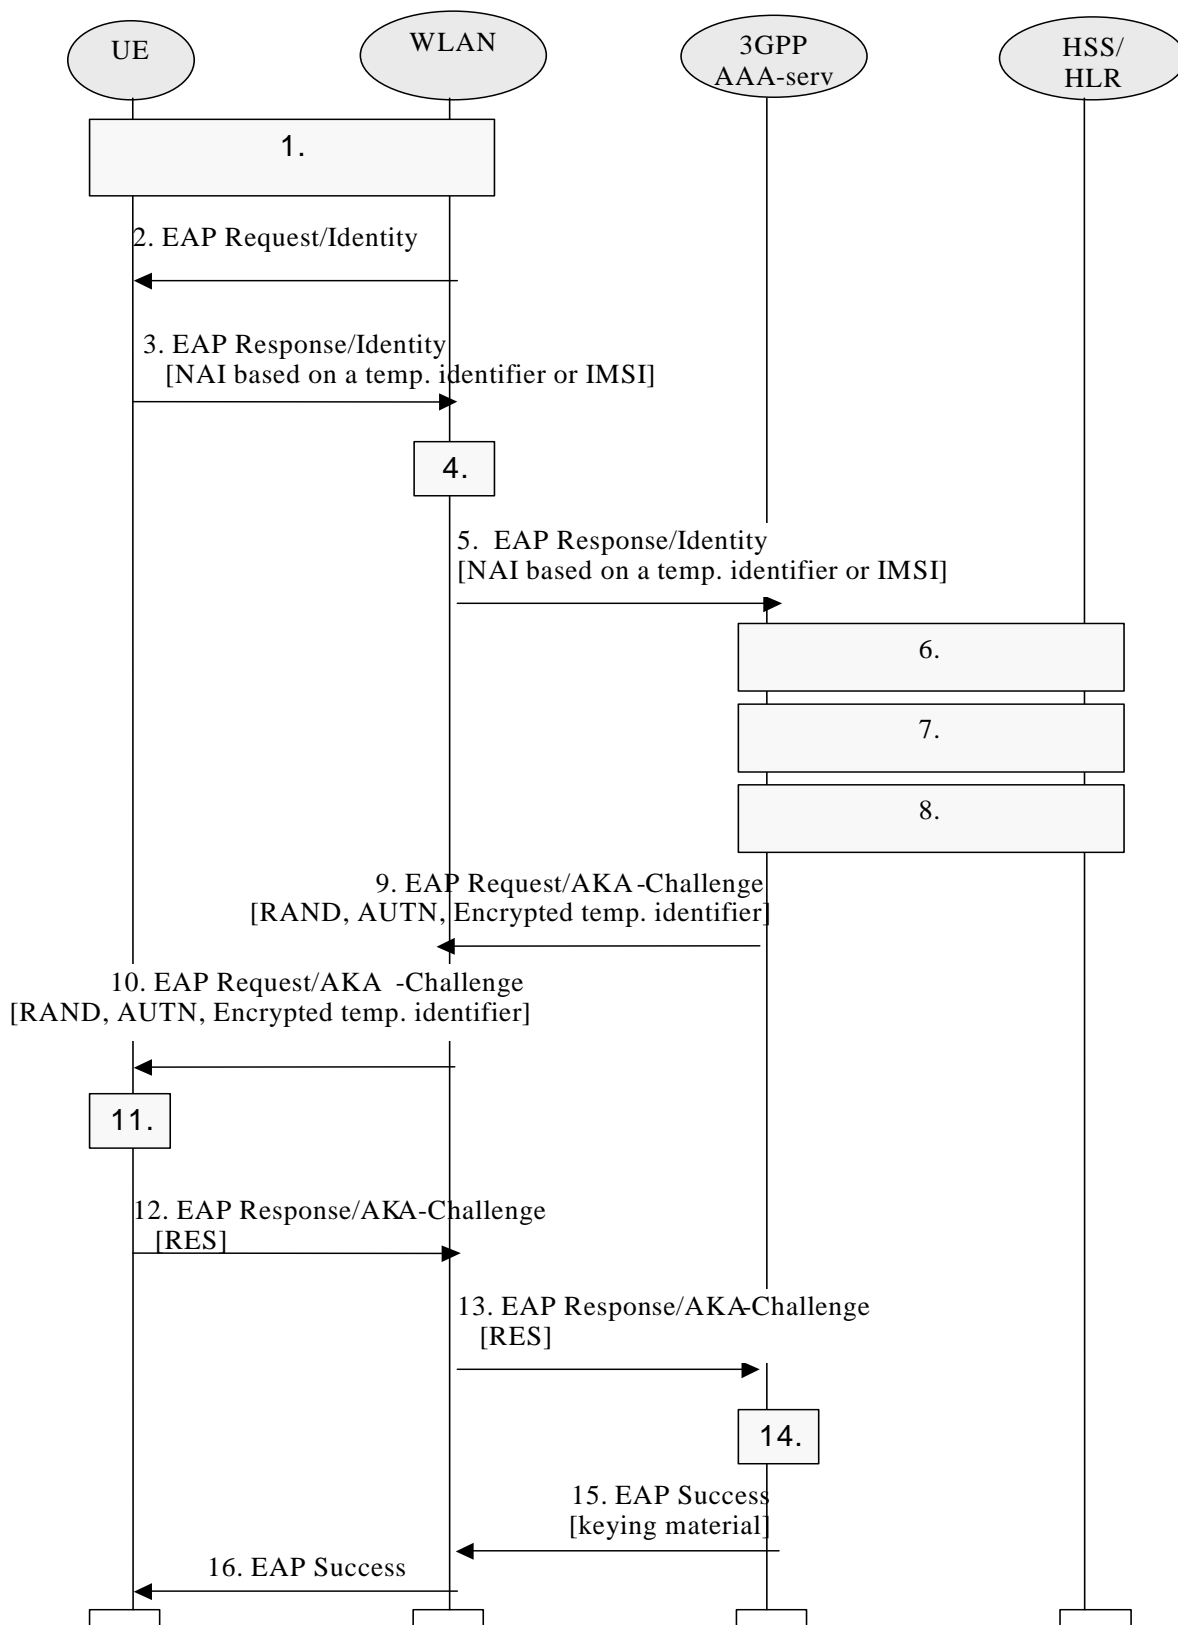 UE
WLAN
3GPP
AAA-serv
HSS/
HLR
1.
2. EAP Request/Identity
3. EAP Response/Identity
[NAI based on a temp. identifier or IMSI]
4.
5. EAP Response/Identity
[NAI based on a temp. identifier or IMSI]
6.
7.
8.
9. EAP Request/AKA-Challenge
[RAND, AUTN, Encrypted temp. identifier]
10. EAP Request/AKA -Challenge
[RAND, AUTN, Encrypted temp. identifier]
11.
12. EAP Response/AKA-Challenge
[RES]
13. EAP Response/AKA-Challenge
[RES]
14.
15. EAP Success
[keying material]
16. EAP Success